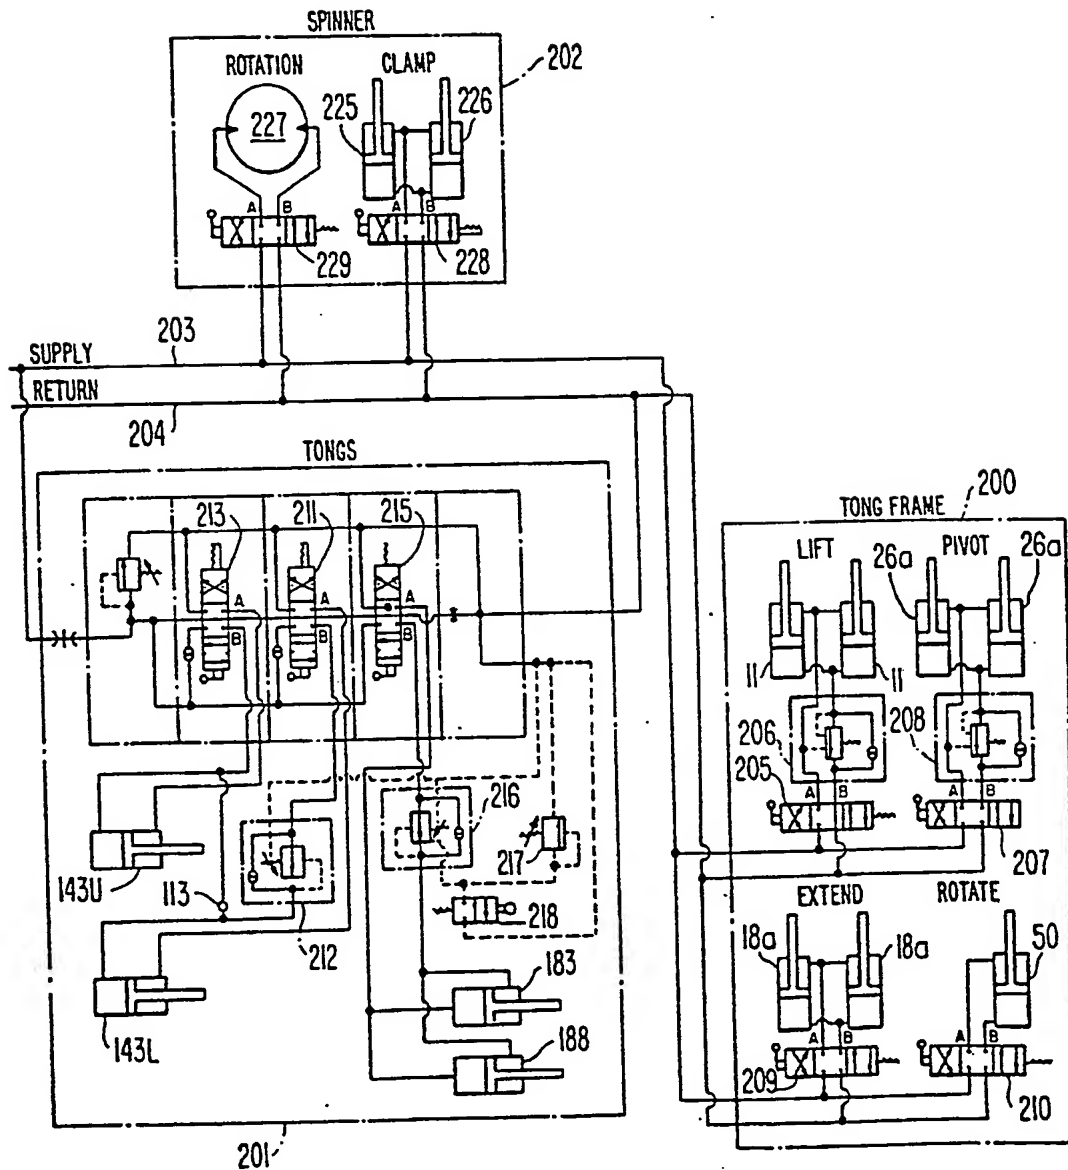 SPINNER
202
ROTATION
CLAMP
225
226
227
A B
A B
229
228
203
SUPPLY
RETURN
204
TONGS
200
TONG FRAME
213
211
215
LIFT
PIVOT
26a
26a
A
A
A
B
B
B
11
11
206
208
205
A B
A B
216
217
207
143U
113
212
218
EXTEND
ROTATE
18a
18a
50
183
143L
188
A B
A B
209
210
201